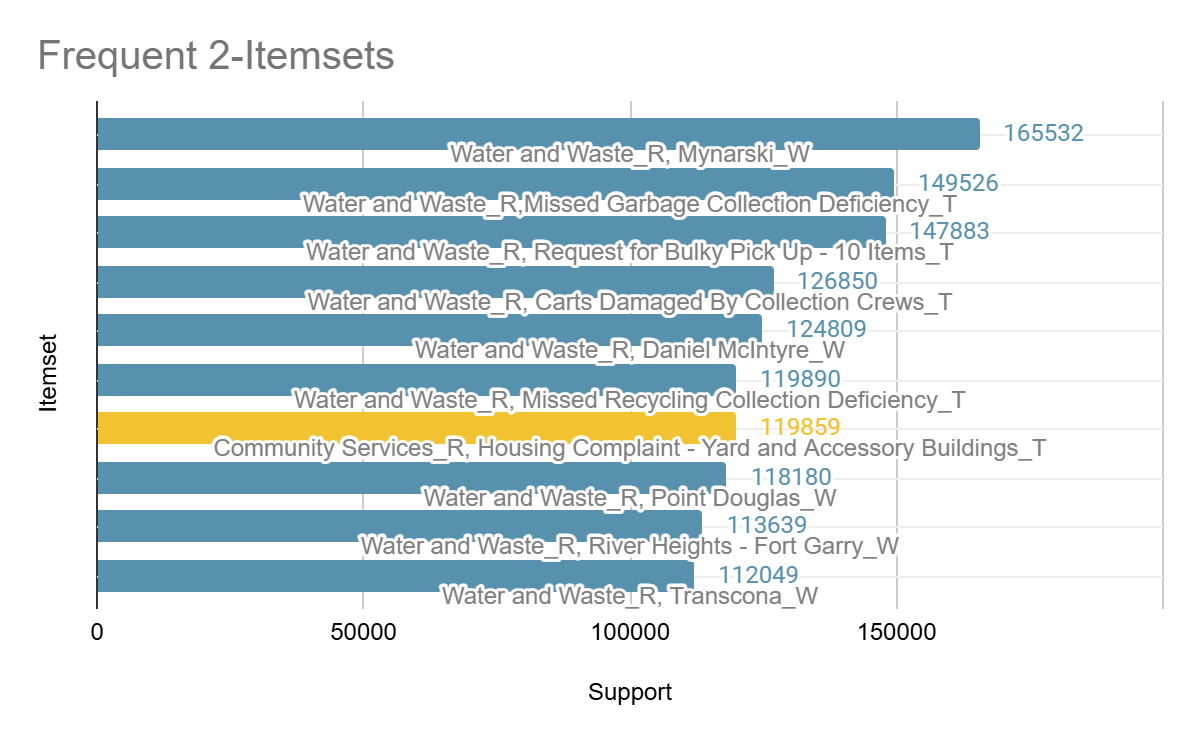 Frequent 2-Itemsets
165532
Water and Waste_R, Mynarski_W
149526
Water and Waste_R,Missed Garbage Collection Deficiency_T
147883
Water and Waste_R, Request for Bulky Pick Up - 10 Items_T
126850
Water and Waste_R, Carts Damaged By Collection Crews_T
124809
Water and Waste_R, Daniel McIntyre_W
119890
Water and Waste_R, Missed Recycling Collection Deficiency_T
119859
Community Services_R, Housing Complaint - Yard and Accessory Buildings_T
118180
Water and Waste_R, Point Douglas_W
113639
Water and Waste_R, River Heights - Fort Garry_W
112049
Water and Waste_R, Transcona_W
Itemset
0 50000 100000 150000
Support